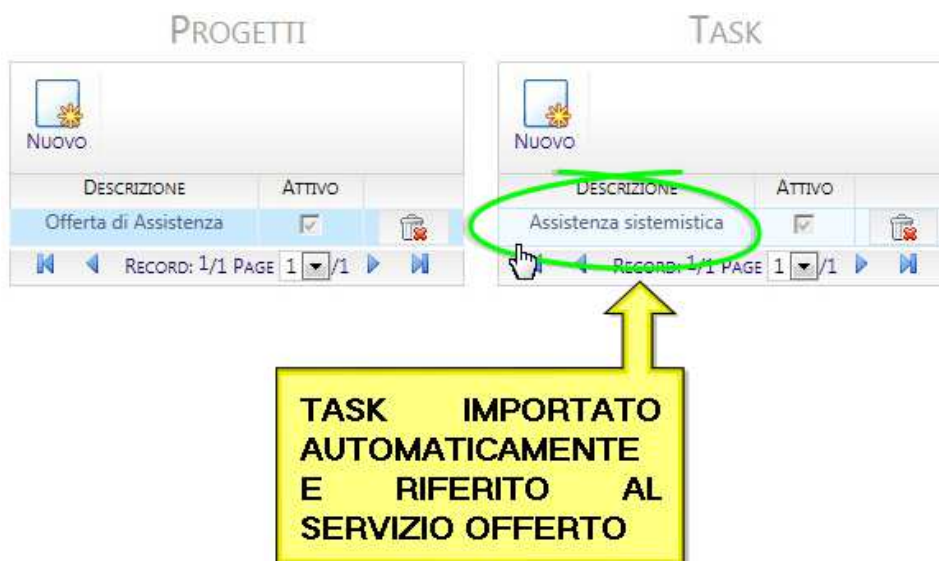 PROGETTI
NUOVO
DESCRIZIONE ATTIVO
Offerta di Assistenza
RECORD: 1/1 PAGE 1 /1
TASK
NUOVO
DESCRIZIONE ATTIVO
Assistenza sistemistica
RECORD: 1/1 PAGE 1 /1
TASK IMPORTATO
AUTOMATICAMENTE
E RIFERITO AL
SERVIZIO OFFERTO